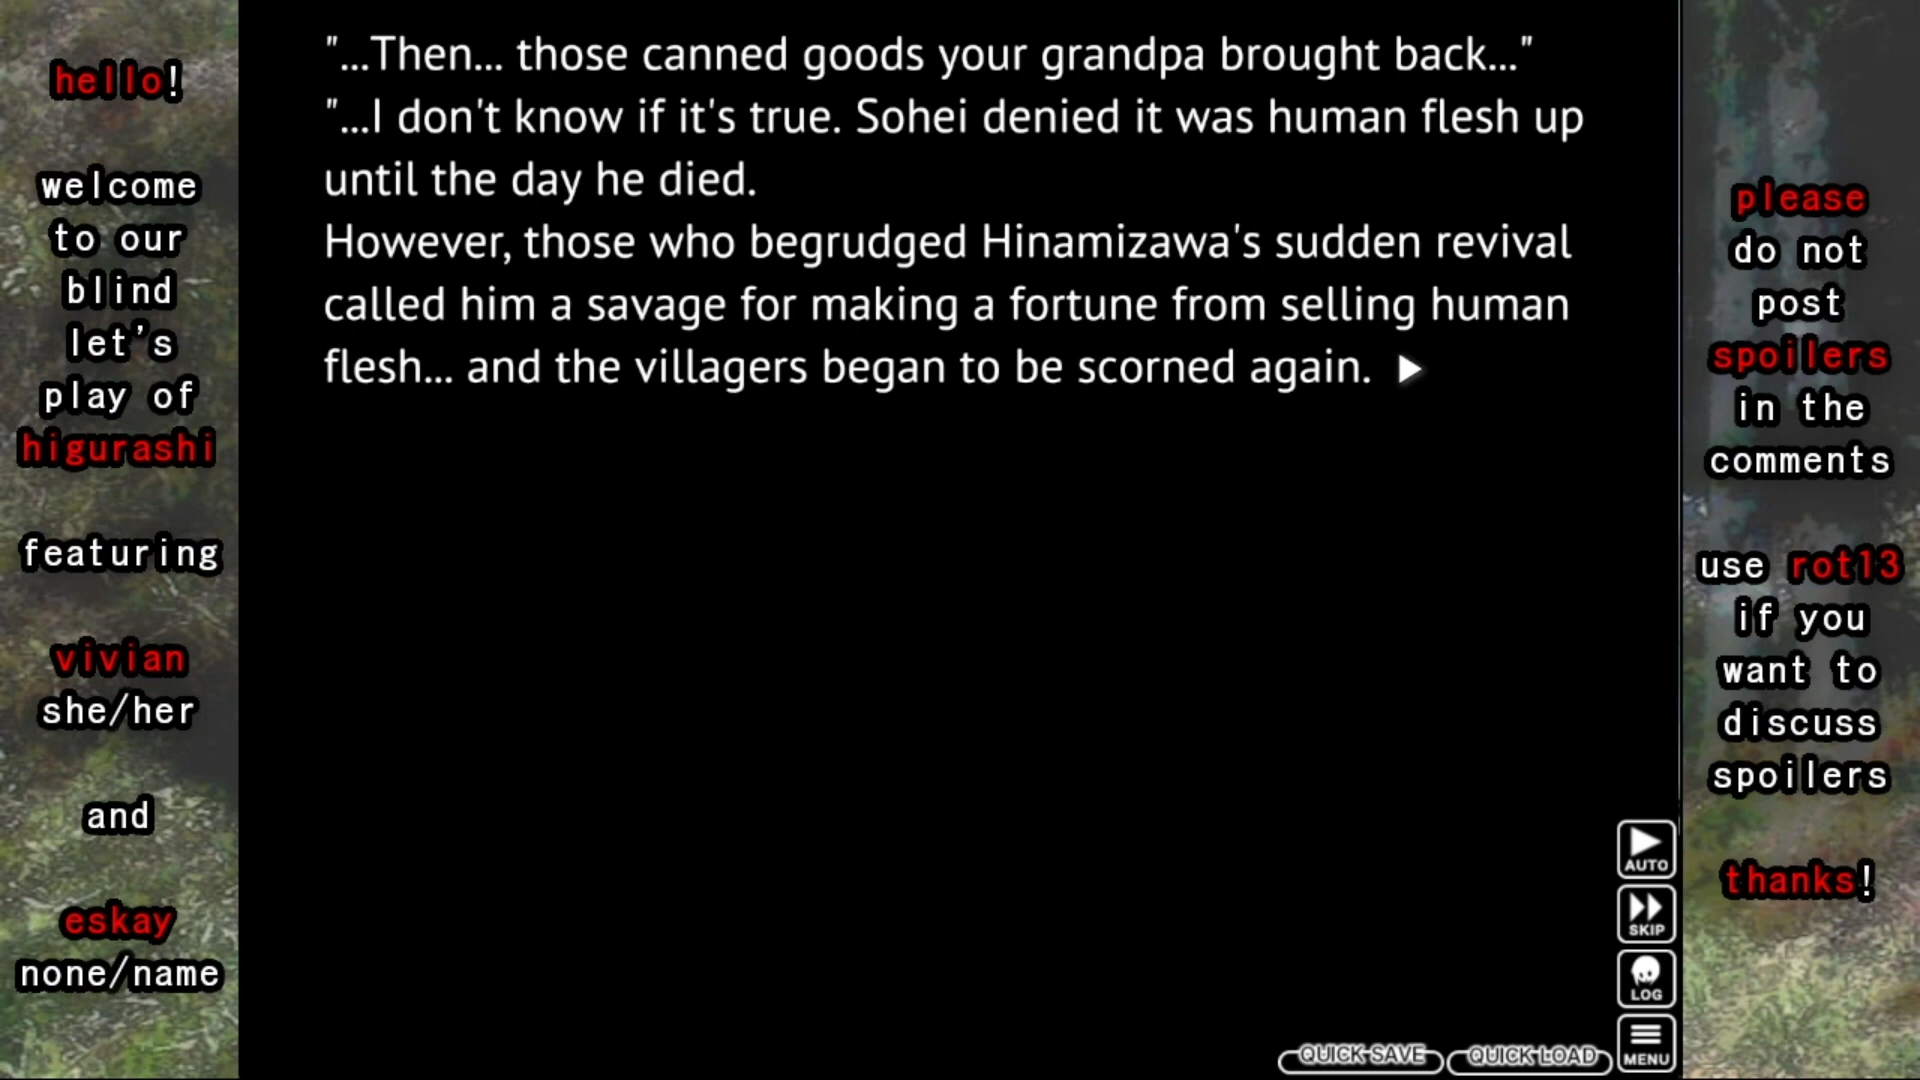 hello!
welcome
to our
blind
let's
play of
higurashi
featuring
vivian
she/her
and
eskay
none/name
"...Then... those canned goods your grandpa brought back..."
"...I don't know if it's true. Sohei denied it was human flesh up
until the day he died.
However, those who begrudged Hinamizawa's sudden revival
called him a savage for making a fortune from selling human
flesh... and the villagers began to be scorned again.
please
do not
post
spoilers
in the
comments
use rot13
if you
want to
discuss
spoilers
thanks!
AUTO
SKIP
LOG
MENU
QUICK SAVE
QUICK LOAD